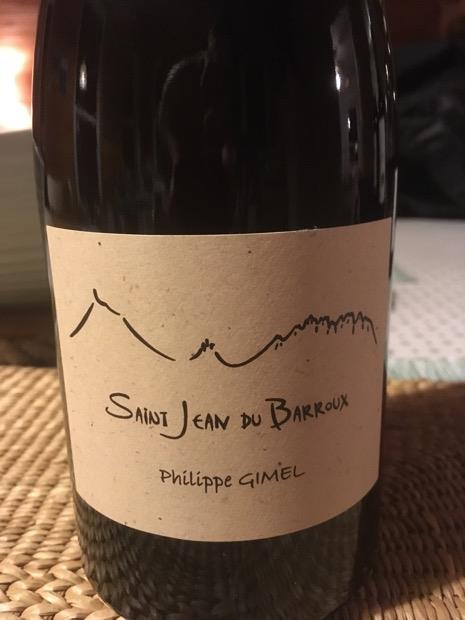 SAINT JEAN DU BARROUX
Philippe GIMEL